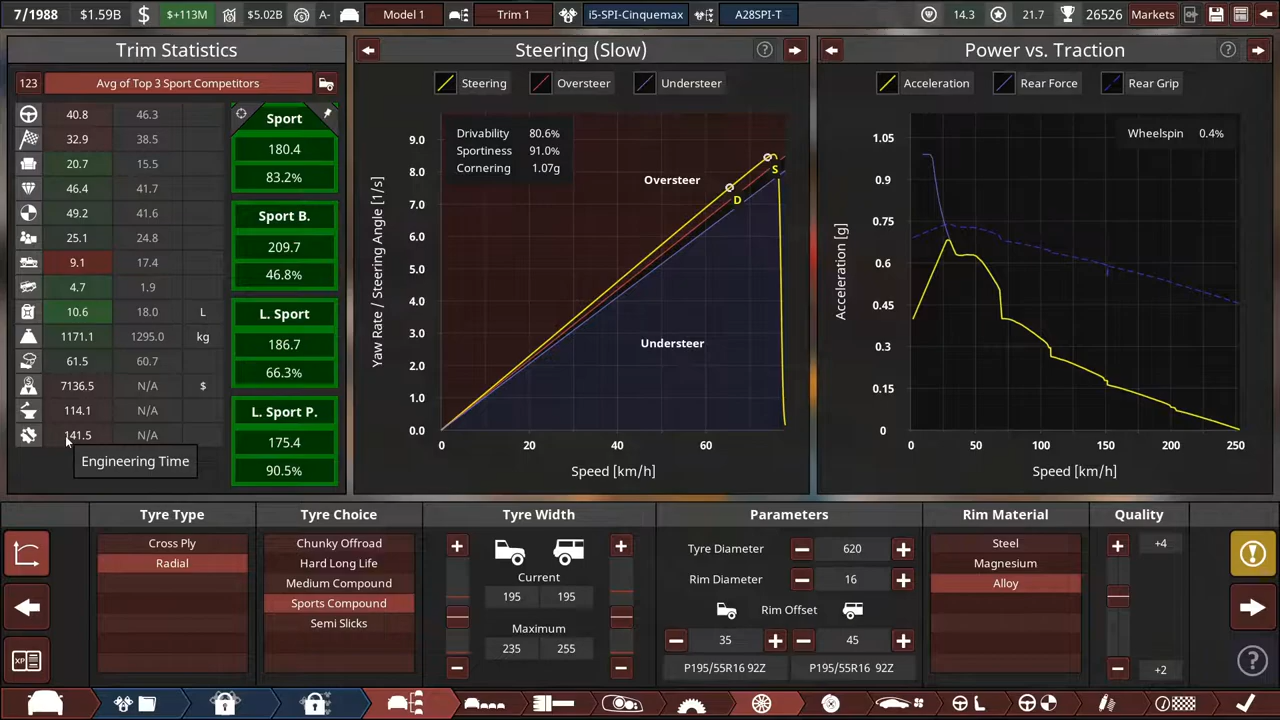 7/1988 $1.59B $+113M $5.02B A- Model 1 Trim 1 i5-SPI-Cinquemax A28SPI-T 14.3 21.7 26526 Markets
Trim Statistics
123 Avg of Top 3 Sport Competitors
40.8 46.3
32.9 38.5
20.7 15.5
46.4 41.7
49.2 41.6
25.1 24.8
9.1 17.4
4.7 1.9
10.6 18.0 L
1171.1 1295.0 kg
61.5 60.7
7136.5 N/A $
114.1 N/A
141.5 N/A
Engineering Time
Sport
180.4
83.2%
Sport B.
209.7
46.8%
L. Sport
186.7
66.3%
L. Sport P.
175.4
90.5%
Steering (Slow) ?
Steering Oversteer Understeer
Drivability 80.6%
Sportiness 91.0%
Cornering 1.07g
Oversteer
Understeer
D
S
Yaw Rate / Steering Angle [1/s]
9.0
8.0
7.0
6.0
5.0
4.0
3.0
2.0
1.0
0.0
0 20 40 60
Speed [km/h]
Power vs. Traction ?
Acceleration Rear Force Rear Grip
Wheelspin 0.4%
Acceleration [g]
1.05
0.9
0.75
0.6
0.45
0.3
0.15
0
0 50 100 150 200 250
Speed [km/h]
Tyre Type
Cross Ply
Radial
Tyre Choice
Chunky Offroad
Hard Long Life
Medium Compound
Sports Compound
Semi Slicks
Tyre Width
Current
195 195
Maximum
235 255
Parameters
Tyre Diameter 620
Rim Diameter 16
Rim Offset
35 45
P195/55R16 92Z P195/55R16 92Z
Rim Material
Steel
Magnesium
Alloy
Quality
+4
+2
XP
?